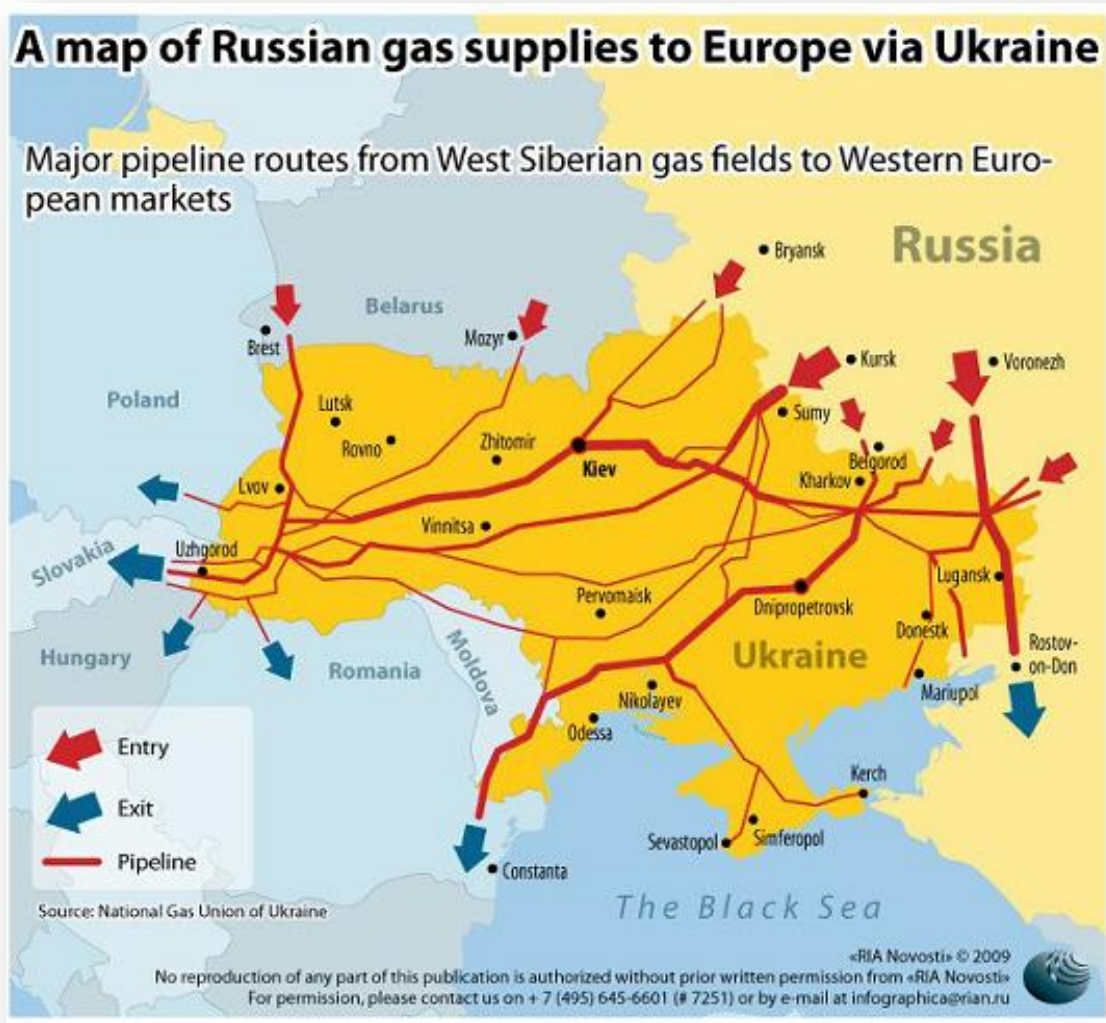 A map of Russian gas supplies to Europe via Ukraine
Major pipeline routes from West Siberian gas fields to Western Euro-
pean markets
Russia
Bryansk
Belarus
Mozyr
Brest
Kursk
Voronezh
Poland
Lutsk
Sumy
Rovno
Zhitomir
Kiev
Belgorod
Kharkov
Lvov
Vinnitsa
Slovakia
Uzhgorod
Lugansk
Pervomaisk
Dnipropetrovsk
Donestk
Hungary
Romania
Moldova
Ukraine
Rostov-
on-Don
Mariupol
Nikolayev
Odessa
Entry
Exit
Pipeline
Kerch
Sevastopol
Simferopol
Constanta
The Black Sea
Source: National Gas Union of Ukraine
«RIA Novosti» © 2009
No reproduction of any part of this publication is authorized without prior written permission from «RIA Novosti»
For permission, please contact us on + 7 (495) 645-6601 (# 7251) or by e-mail at infographica@rian.ru